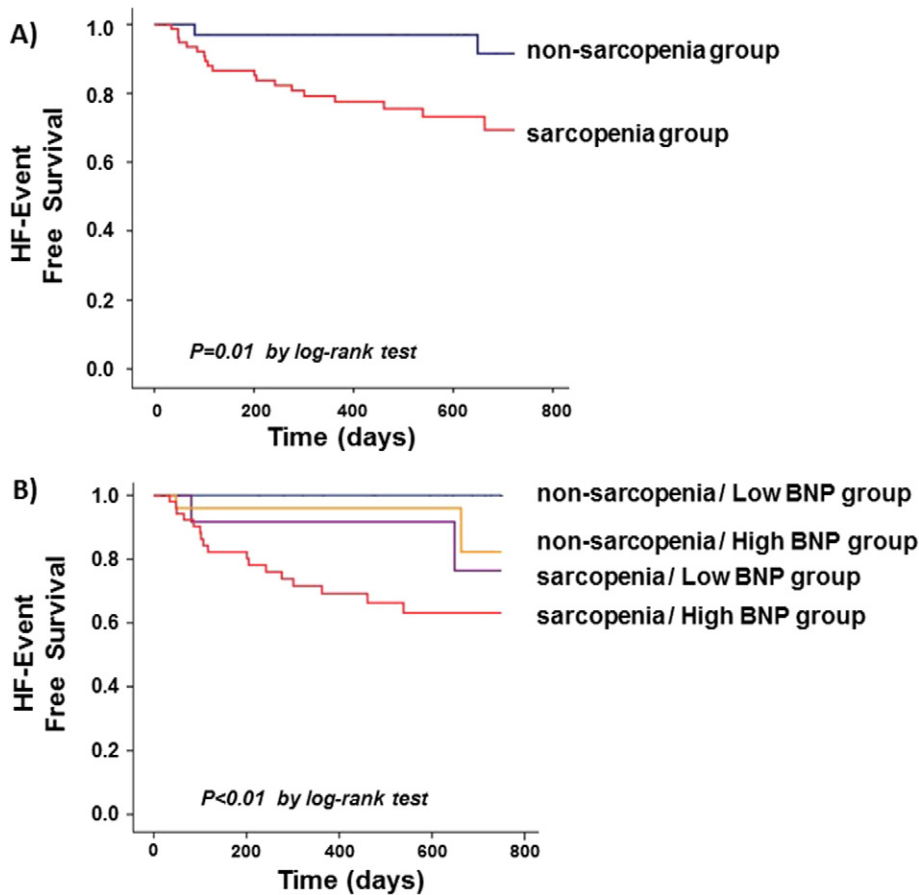 A)
1.0
0.8
0.6
0.4
0.2
0.0
HF-Event
Free Survival
non-sarcopenia group
sarcopenia group
P=0.01 by log-rank test
0 200 400 600 800
Time (days)
B)
1.0
0.8
0.6
0.4
0.2
0.0
HF-Event
Free Survival
non-sarcopenia / Low BNP group
non-sarcopenia / High BNP group
sarcopenia / Low BNP group
sarcopenia / High BNP group
P<0.01 by log-rank test
0 200 400 600 800
Time (days)